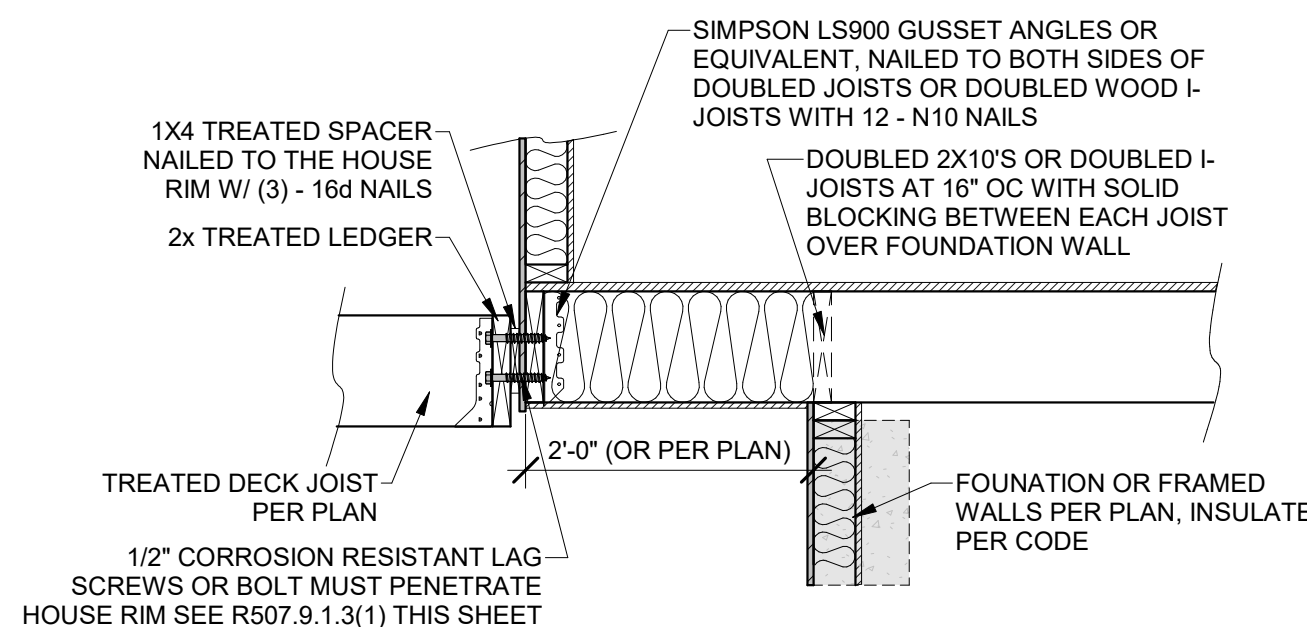 SIMPSON LS900 GUSSET ANGLES OR
EQUIVALENT, NAILED TO BOTH SIDES OF
DOUBLED JOISTS OR DOUBLED WOOD I-
JOISTS WITH 12 - N10 NAILS
1X4 TREATED SPACER
NAILED TO THE HOUSE
RIM W/ (3) - 16d NAILS
2x TREATED LEDGER
DOUBLED 2X10'S OR DOUBLED I-
JOISTS AT 16" OC WITH SOLID
BLOCKING BETWEEN EACH JOIST
OVER FOUNDATION WALL
2'-0" (OR PER PLAN)
TREATED DECK JOIST
PER PLAN
FOUNATION OR FRAMED
WALLS PER PLAN, INSULATE
PER CODE
1/2" CORROSION RESISTANT LAG
SCREWS OR BOLT MUST PENETRATE
HOUSE RIM SEE R507.9.1.3(1) THIS SHEET